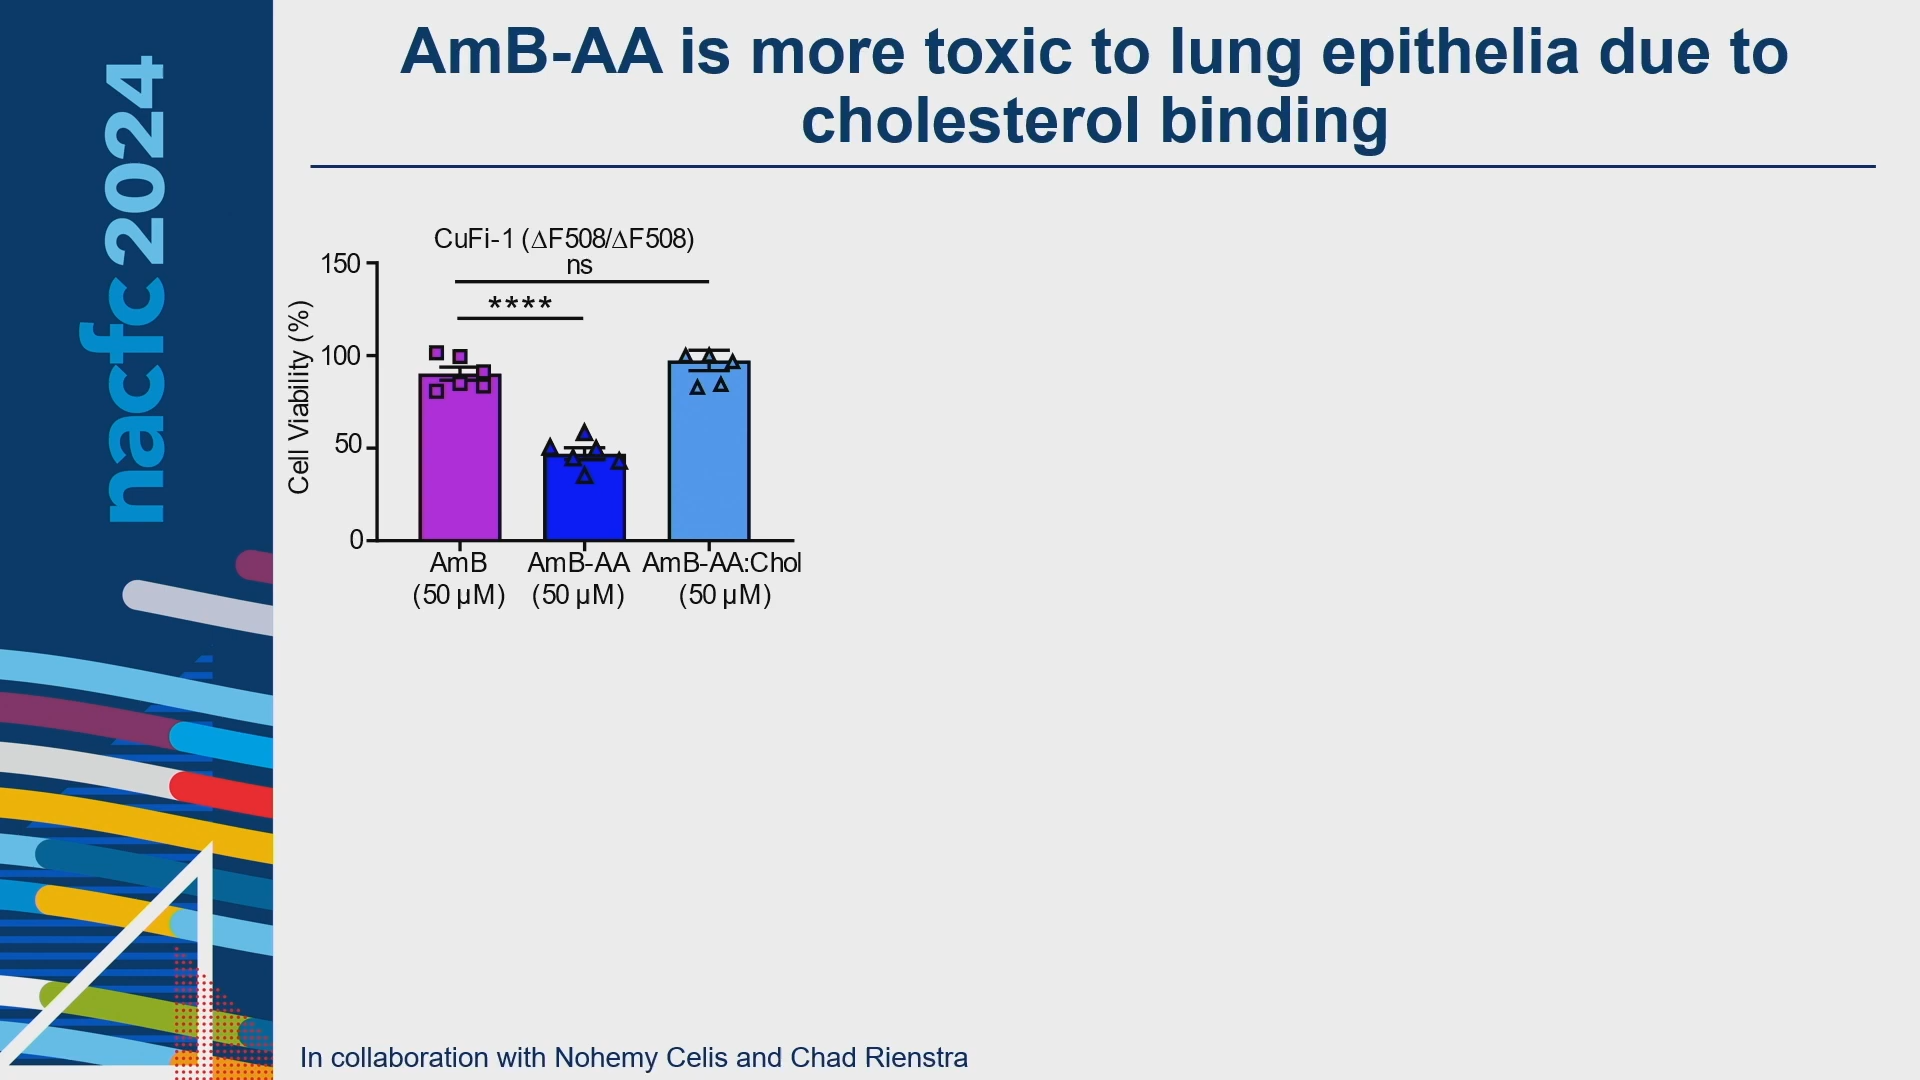 nacfc2024
AmB-AA is more toxic to lung epithelia due to
cholesterol binding
CuFi-1 (ΔF508/ΔF508)
ns
****
Cell Viability (%)
150
100
50
0
AmB AmB-AA AmB-AA:Chol
(50 µM) (50 µM) (50 µM)
In collaboration with Nohemy Celis and Chad Rienstra